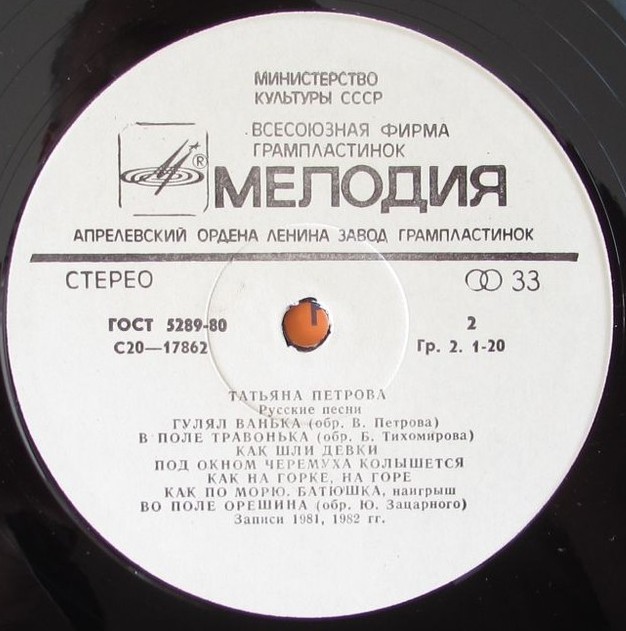 МИНИСТЕРСТВО
КУЛЬТУРЫ СССР
ВСЕСОЮЗНАЯ ФИРМА
ГРАМПЛАСТИНОК
® МЕЛОДИЯ
АПРЕЛЕВСКИЙ ОРДЕНА ЛЕНИНА ЗАВОД ГРАМПЛАСТИНОК
СТЕРЕО 33
ГОСТ 5289-80 2
С20—17862 Гр. 2. 1-20
ТАТЬЯНА ПЕТРОВА
Русские песни
ГУЛЯЛ ВАНЬКА (обр. В. Петрова)
В ПОЛЕ ТРАВОНЬКА (обр. Б. Тихомирова)
КАК ШЛИ ДЕВКИ
ПОД ОКНОМ ЧЕРЕМУХА КОЛЫШЕТСЯ
КАК НА ГОРКЕ, НА ГОРЕ
КАК ПО МОРЮ. БАТЮШКА, наигрыш
ВО ПОЛЕ ОРЕШИНА (обр. Ю. Зацарного)
Записи 1981, 1982 гг.